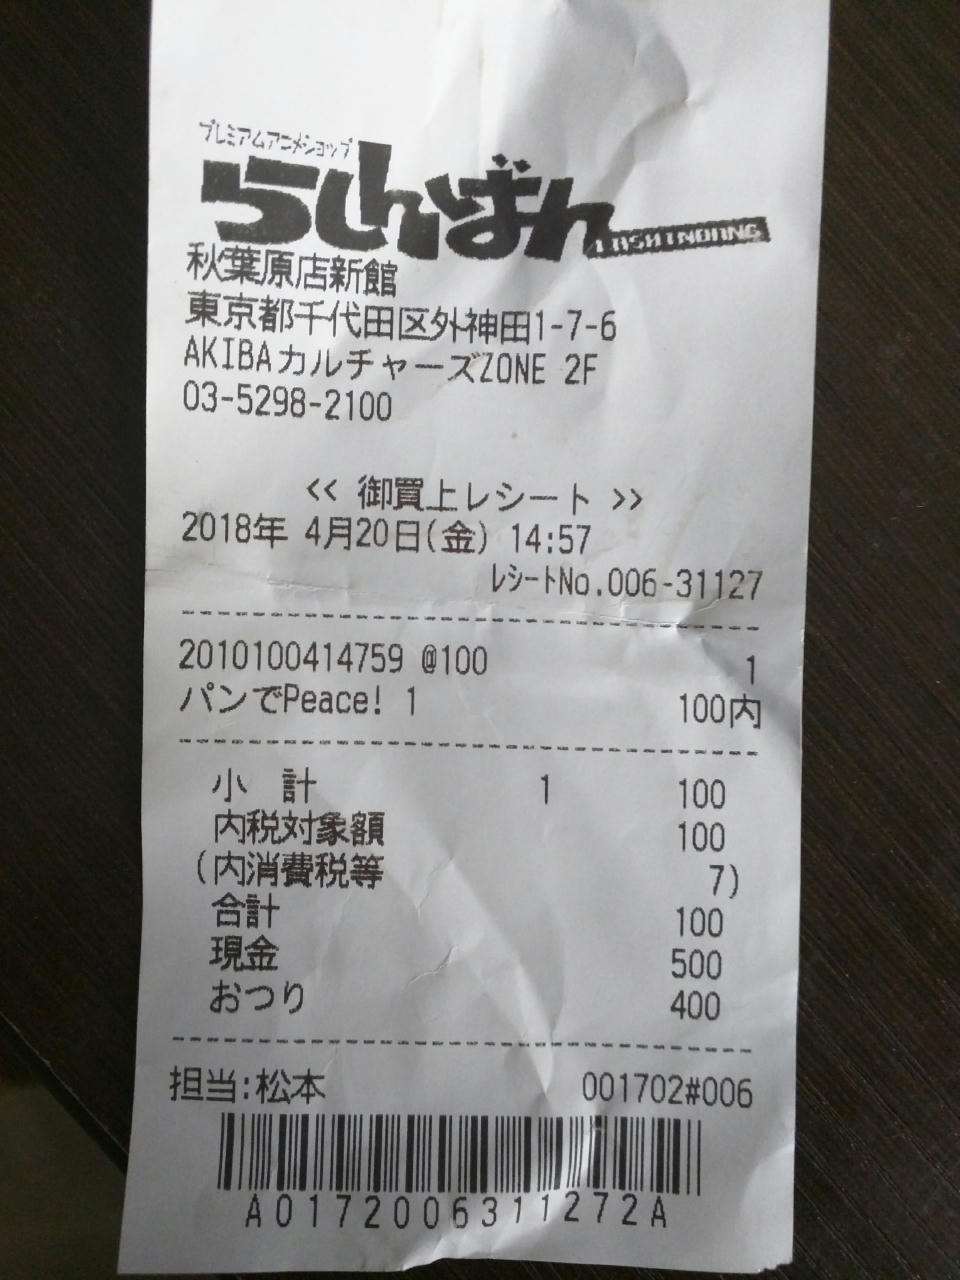 プレミアムアニメショップ
らしんばん LASHINBANG
秋葉原店新館
東京都千代田区外神田1-7-6
AKIBAカルチャーズZONE 2F
03-5298-2100
<< 御買上レシート >>
2018年 4月20日(金) 14:57
ﾚｼｰﾄNo.006-31127
2010100414759 @100 1
パンでPeace! 1 100内
小 計 1 100
内税対象額 100
(内消費税等 7)
合計 100
現金 500
おつり 400
担当:松本 001702#006
A01720063112​72A